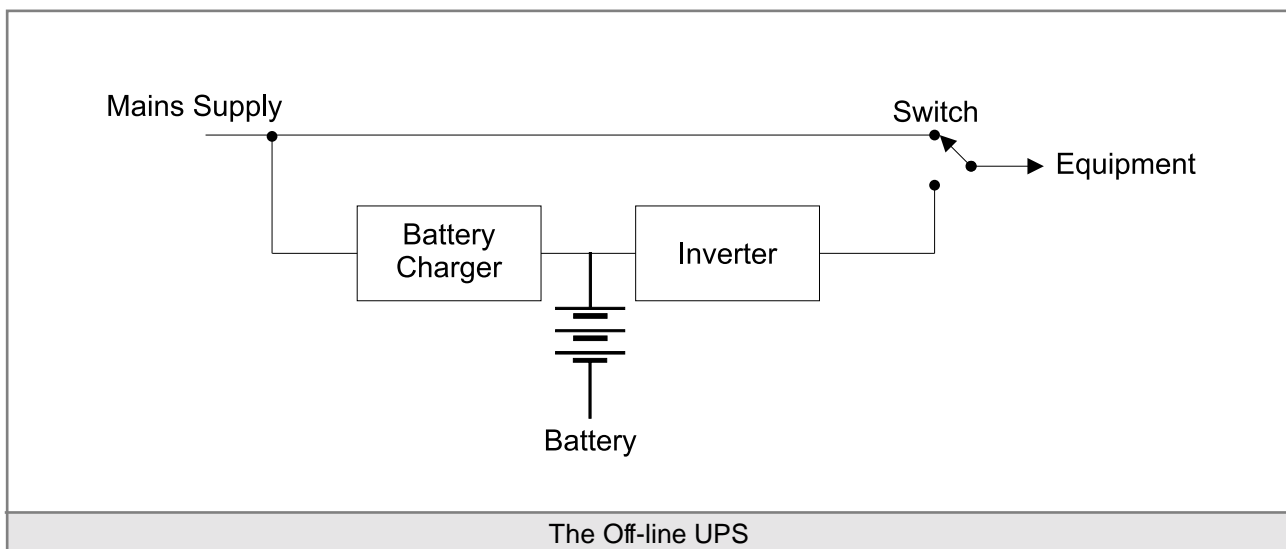 Mains Supply
Switch
Equipment
Battery
Charger
Inverter
Battery
The Off-line UPS